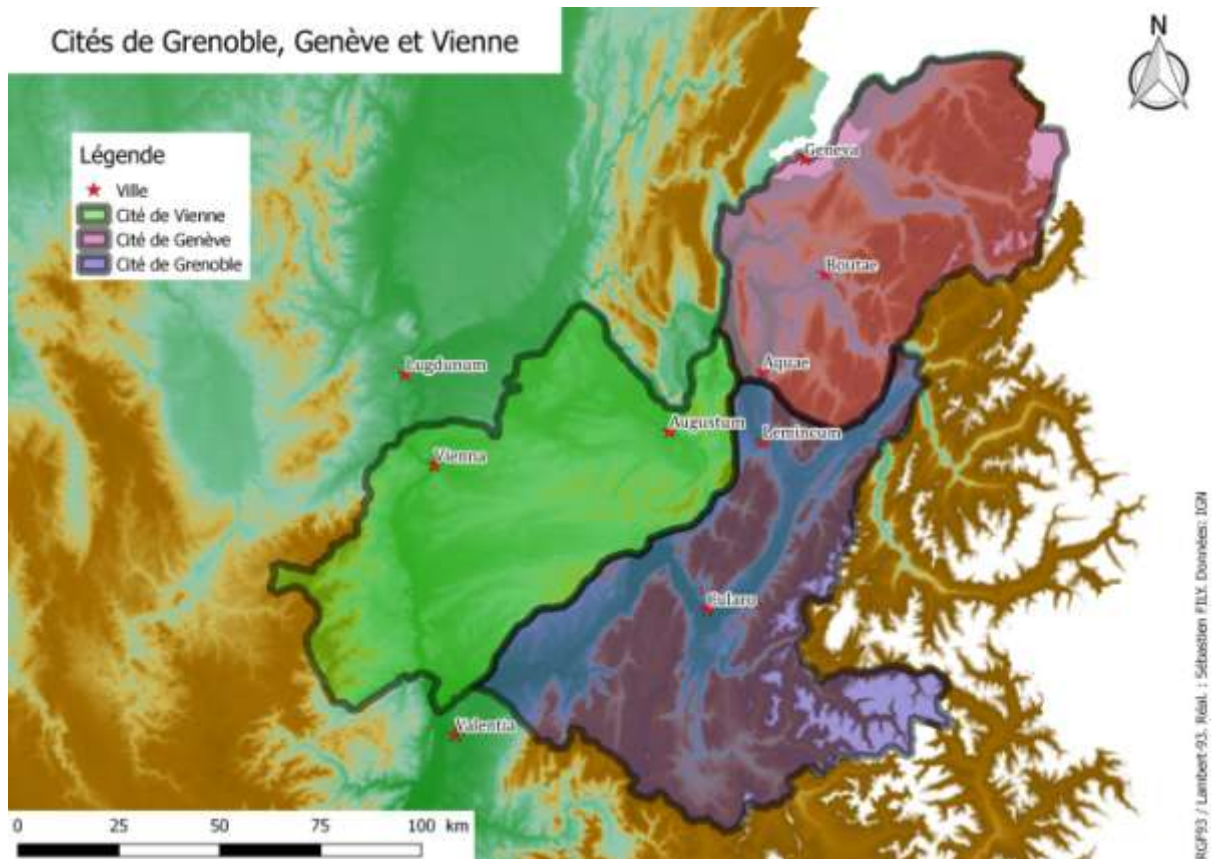 Cités de Grenoble, Genève et Vienne
N
Légende
Ville
Cité de Vienne
Cité de Genève
Cité de Grenoble
Geneva
Boutae
Lugdunum
Aquae
Augustum
Lemincum
Vienna
Cularo
Valentia
0 25 50 75 100 km
RGF93 / Lambert-93. Réal. : Sébastien FILY. Données: IGN